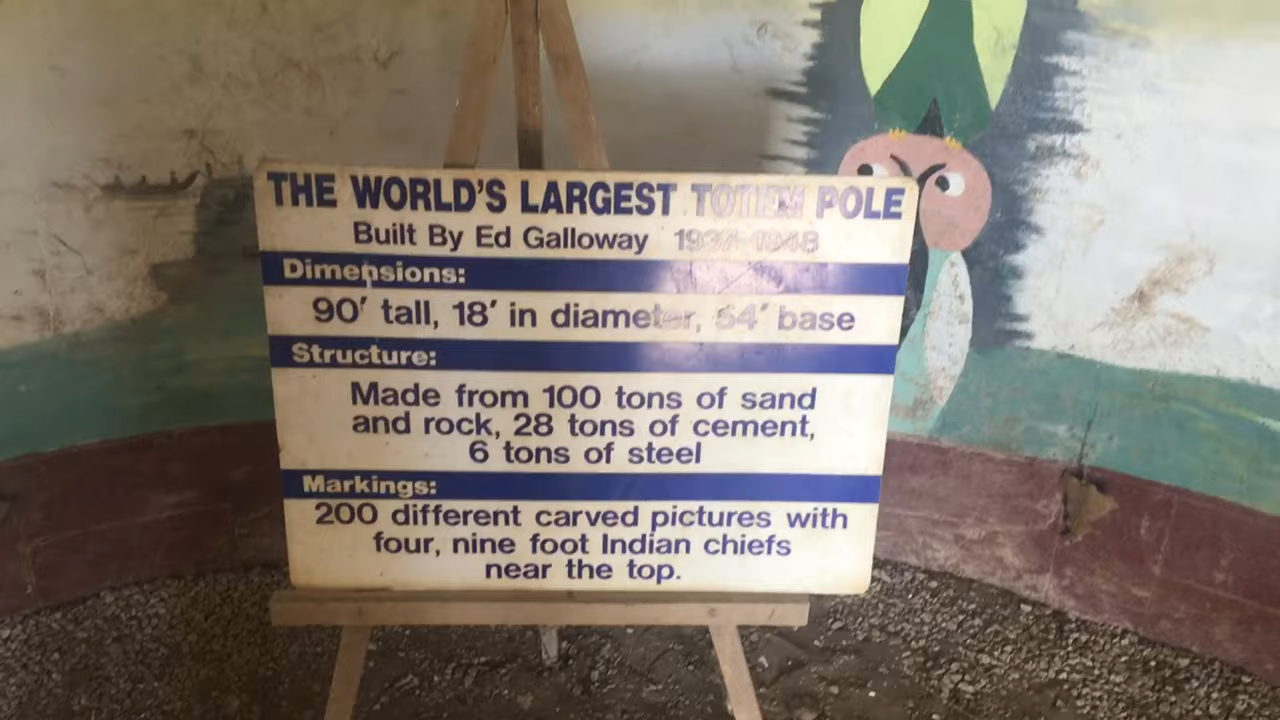 THE WORLD'S LARGEST TOTEM POLE
Built By Ed Galloway 1937-1948
Dimensions:
90' tall, 18' in diameter, 54' base
Structure:
Made from 100 tons of sand
and rock, 28 tons of cement,
6 tons of steel
Markings:
200 different carved pictures with
four, nine foot Indian chiefs
near the top.